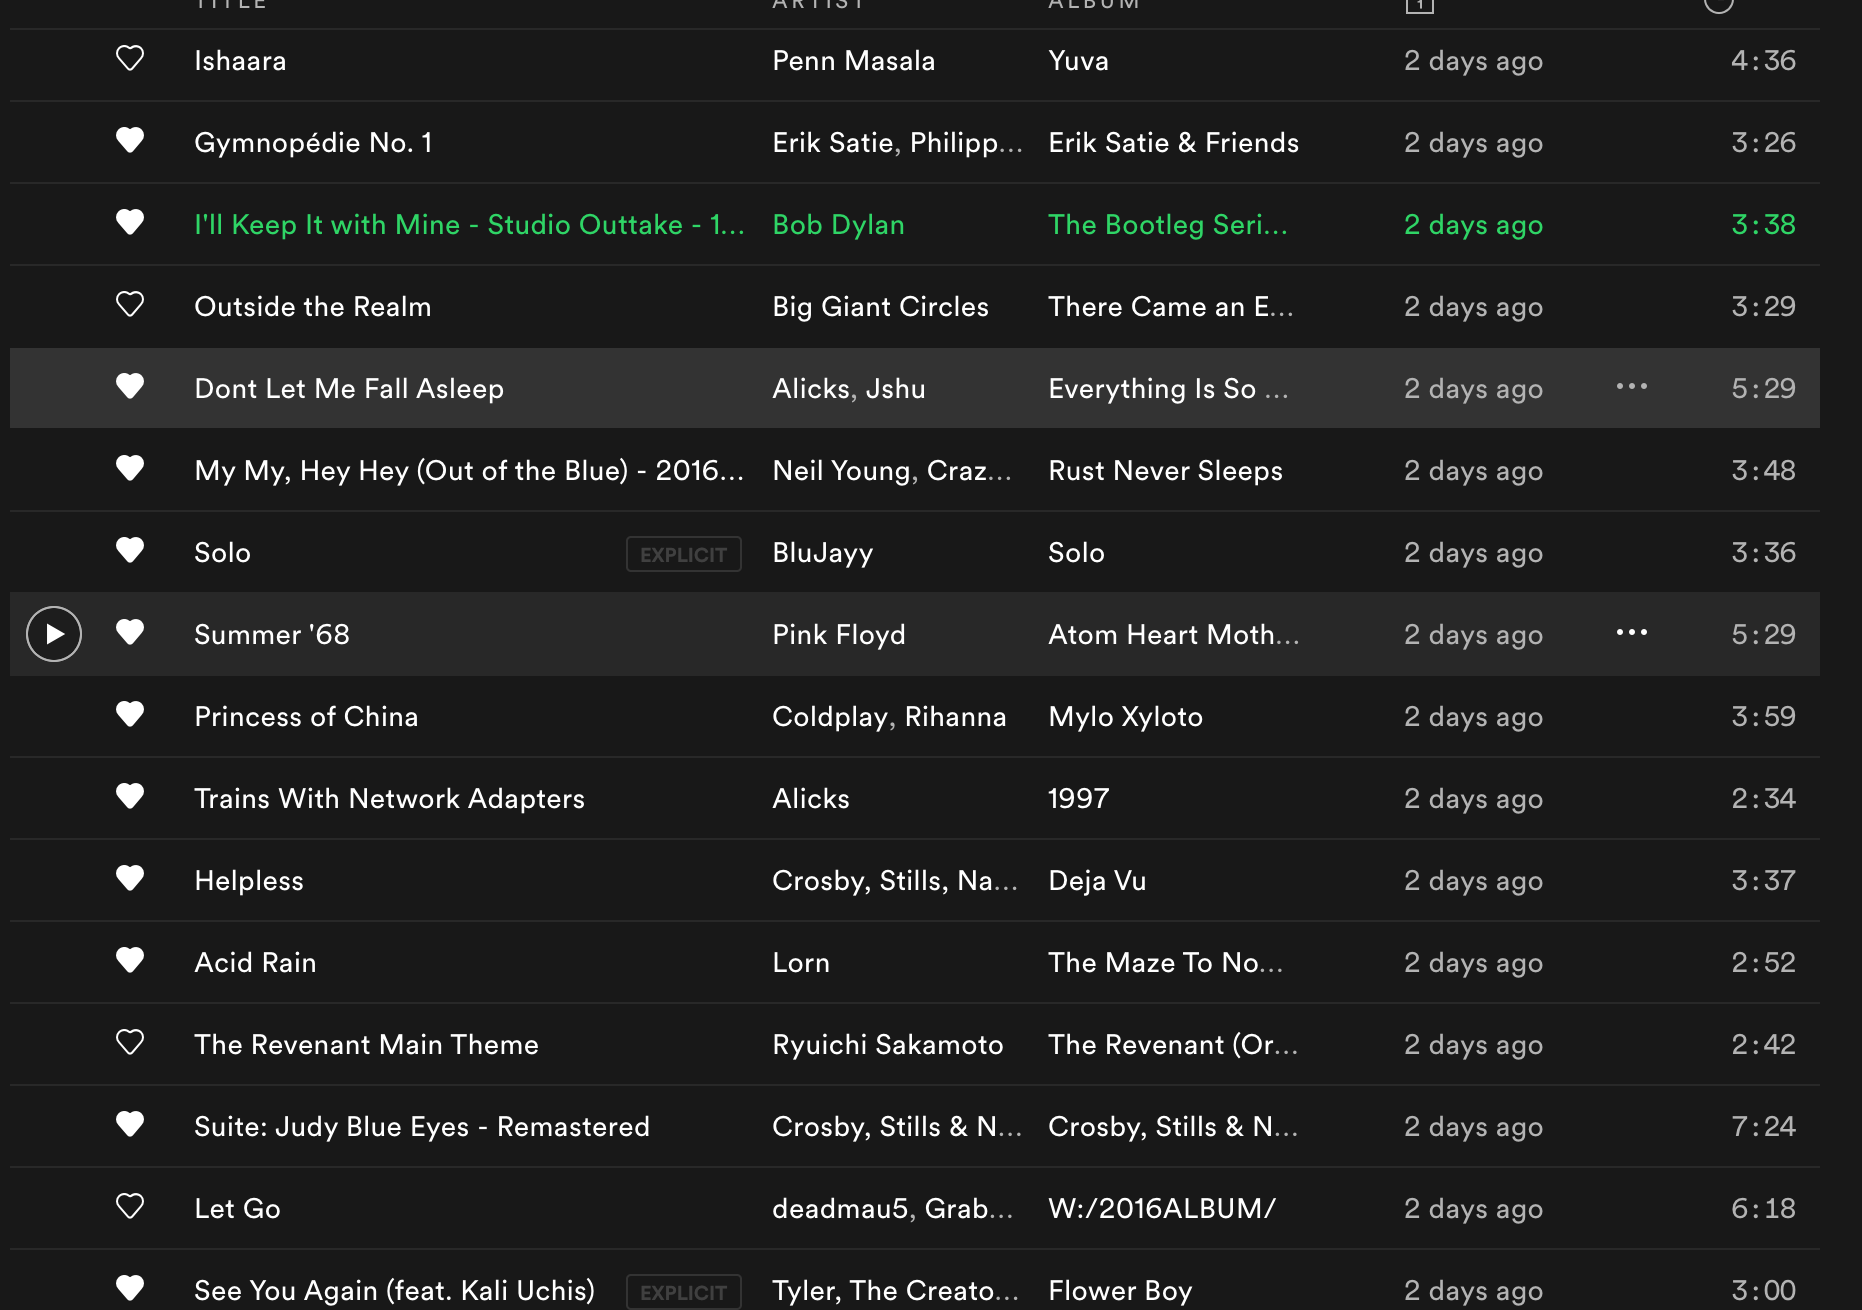 TITLE ARTIST ALBUM
Ishaara Penn Masala Yuva 2 days ago 4:36
Gymnopédie No. 1 Erik Satie, Philipp... Erik Satie & Friends 2 days ago 3:26
I'll Keep It with Mine - Studio Outtake - 1... Bob Dylan The Bootleg Seri... 2 days ago 3:38
Outside the Realm Big Giant Circles There Came an E... 2 days ago 3:29
Dont Let Me Fall Asleep Alicks, Jshu Everything Is So ... 2 days ago ... 5:29
My My, Hey Hey (Out of the Blue) - 2016... Neil Young, Craz... Rust Never Sleeps 2 days ago 3:48
Solo EXPLICIT BluJayy Solo 2 days ago 3:36
Summer '68 Pink Floyd Atom Heart Moth... 2 days ago ... 5:29
Princess of China Coldplay, Rihanna Mylo Xyloto 2 days ago 3:59
Trains With Network Adapters Alicks 1997 2 days ago 2:34
Helpless Crosby, Stills, Na... Deja Vu 2 days ago 3:37
Acid Rain Lorn The Maze To No... 2 days ago 2:52
The Revenant Main Theme Ryuichi Sakamoto The Revenant (Or... 2 days ago 2:42
Suite: Judy Blue Eyes - Remastered Crosby, Stills & N... Crosby, Stills & N... 2 days ago 7:24
Let Go deadmau5, Grab... W:/2016ALBUM/ 2 days ago 6:18
See You Again (feat. Kali Uchis) EXPLICIT Tyler, The Creato... Flower Boy 2 days ago 3:00